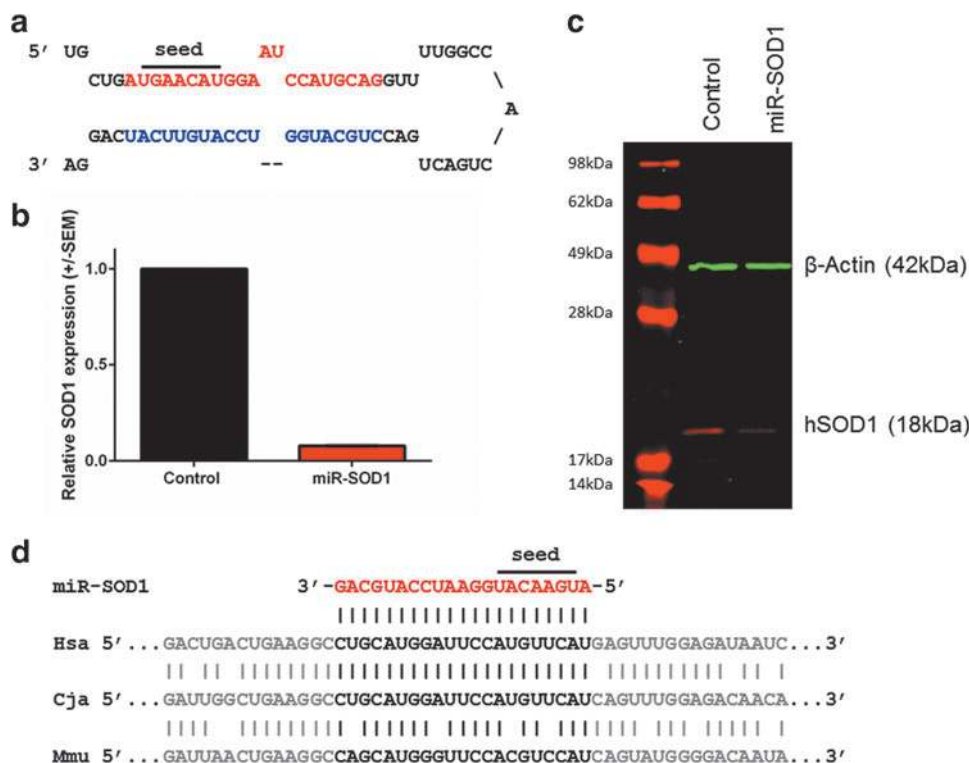 a
5' UG AU UUGGCC
seed
CUGAUGAACAUGGA CCAUGCAGGUU
A
GACUACUUGUACCU GGUACGUCCAG
3' AG -- UCAGUC
b
Relative SOD1 expression (+/-SEM)
1.0
0.5
0.0
Control miR-SOD1
c
Control miR-SOD1
98kDa
62kDa
49kDa
28kDa
17kDa
14kDa
β-Actin (42kDa)
hSOD1 (18kDa)
d
seed
miR-SOD1 3'-GACGUACCUAAGGUACAAGUA-5'
Hsa 5'...GACUGACUGAAGGCCUGCAUGGAUUCCAUGUUCAUGAGUUUGGAGAUAAUC...3'
Cja 5'...GAUUGGCUGAAGGCCUGCAUGGAUUCCAUGUUCAUCAGUUUGGAGACAACA...3'
Mmu 5'...GAUUAACUGAAGGCCAGCAUGGGUUCCACGUCCAUCAGUAUGGGGACAAUA...3'